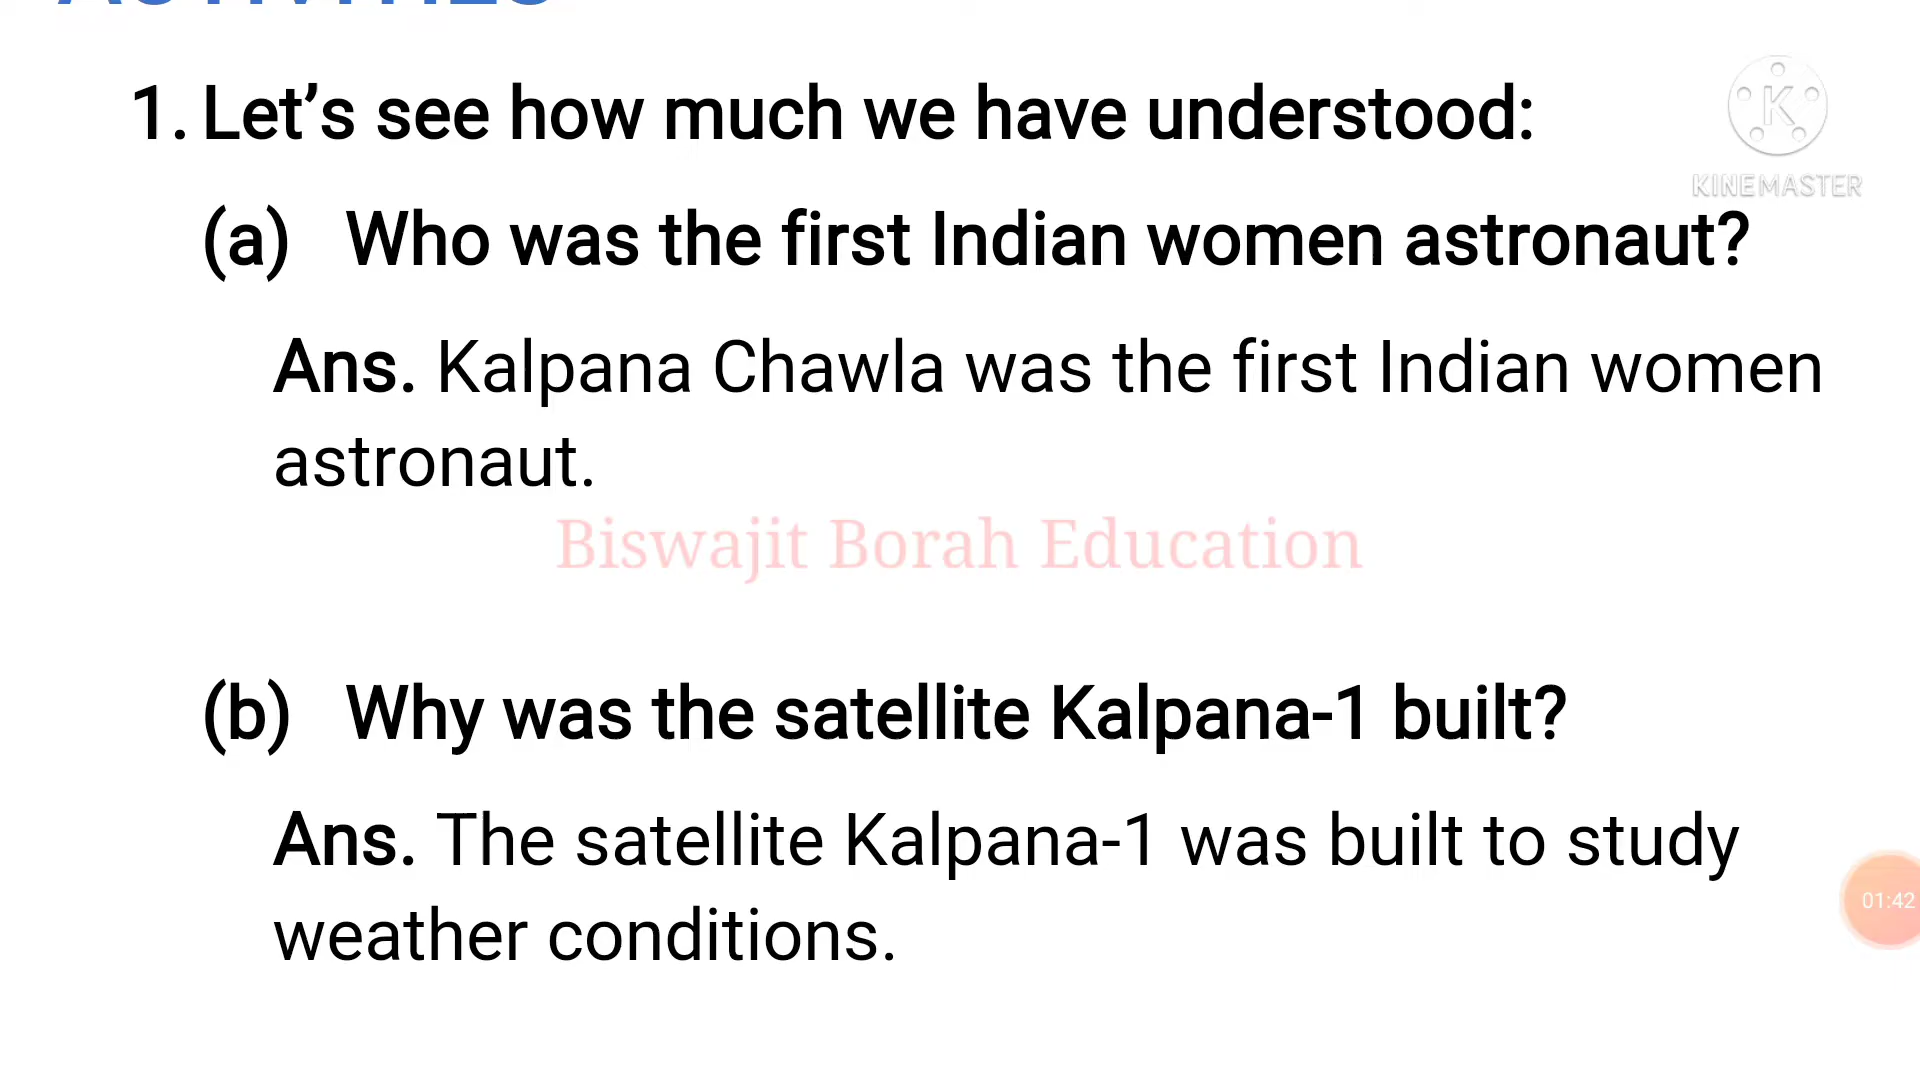 ACTIVITIES
1. Let’s see how much we have understood:
K
KINEMASTER
(a) Who was the first Indian women astronaut?
Ans. Kalpana Chawla was the first Indian women
astronaut.
Biswajit Borah Education
(b) Why was the satellite Kalpana-1 built?
Ans. The satellite Kalpana-1 was built to study
weather conditions.
01:42